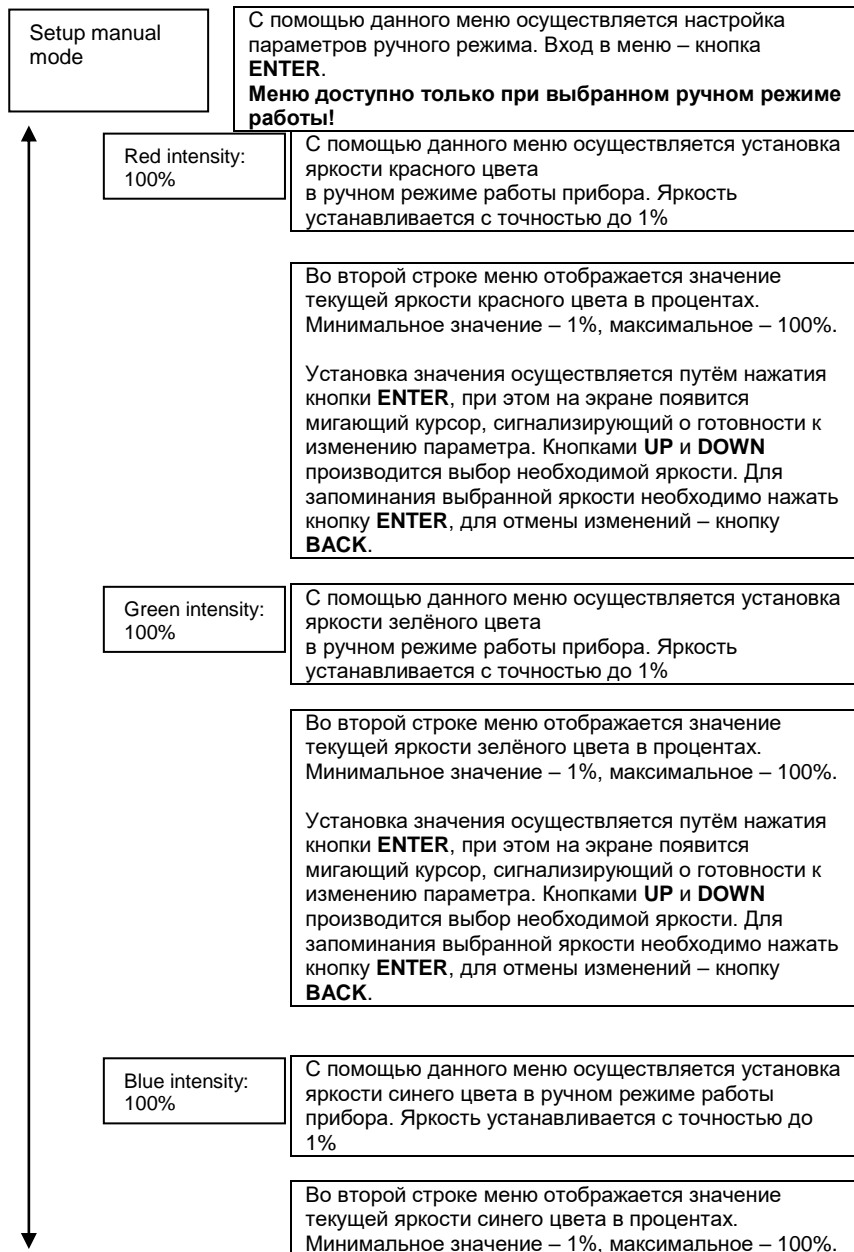 Setup manual
mode
С помощью данного меню осуществляется настройка
параметров ручного режима. Вход в меню – кнопка
ENTER.
Меню доступно только при выбранном ручном режиме
работы!
Red intensity:
100%
С помощью данного меню осуществляется установка
яркости красного цвета
в ручном режиме работы прибора. Яркость
устанавливается с точностью до 1%
Во второй строке меню отображается значение
текущей яркости красного цвета в процентах.
Минимальное значение – 1%, максимальное – 100%.
Установка значения осуществляется путём нажатия
кнопки ENTER, при этом на экране появится
мигающий курсор, сигнализирующий о готовности к
изменению параметра. Кнопками UP и DOWN
производится выбор необходимой яркости. Для
запоминания выбранной яркости необходимо нажать
кнопку ENTER, для отмены изменений – кнопку
BACK.
Green intensity:
100%
С помощью данного меню осуществляется установка
яркости зелёного цвета
в ручном режиме работы прибора. Яркость
устанавливается с точностью до 1%
Во второй строке меню отображается значение
текущей яркости зелёного цвета в процентах.
Минимальное значение – 1%, максимальное – 100%.
Установка значения осуществляется путём нажатия
кнопки ENTER, при этом на экране появится
мигающий курсор, сигнализирующий о готовности к
изменению параметра. Кнопками UP и DOWN
производится выбор необходимой яркости. Для
запоминания выбранной яркости необходимо нажать
кнопку ENTER, для отмены изменений – кнопку
BACK.
Blue intensity:
100%
С помощью данного меню осуществляется установка
яркости синего цвета в ручном режиме работы
прибора. Яркость устанавливается с точностью до
1%
Во второй строке меню отображается значение
текущей яркости синего цвета в процентах.
Минимальное значение – 1%, максимальное – 100%.